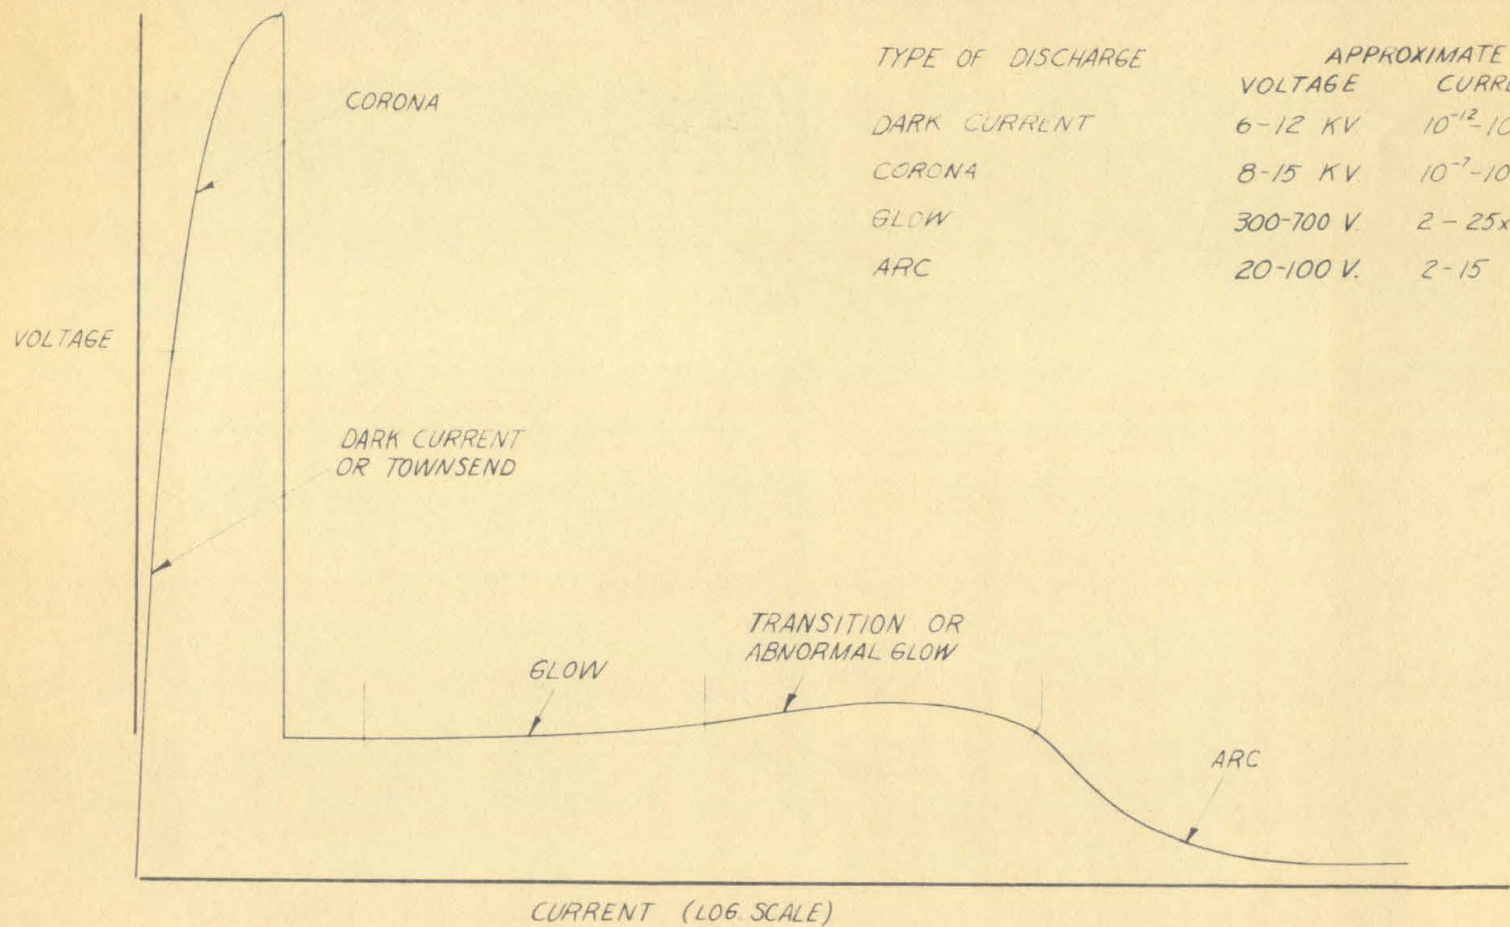 TYPE OF DISCHARGE APPROXIMATE
VOLTAGE
DARK CURRENT 6-12 KV
CORONA 8-15 KV.
GLOW 300-700 V.
ARC 20-100 V. 2-15
CORONA
VOLTAGE
DARK CURRENT
OR TOWNSEND
TRANSITION OR
ABNORMAL GLOW
GLOW
ARC
CURRENT (LOG. SCALE)